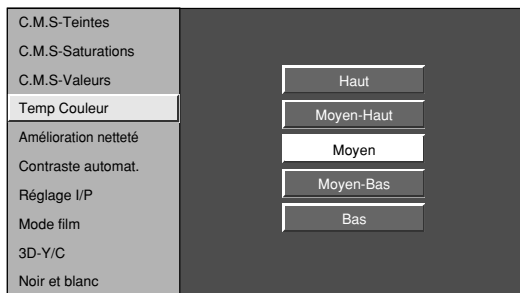 C.M.S-Teintes
C.M.S-Saturations
C.M.S-Valeurs
Temp Couleur
Amélioration netteté
Contraste automat.
Réglage I/P
Mode film
3D-Y/C
Noir et blanc
Haut
Moyen-Haut
Moyen
Moyen-Bas
Bas